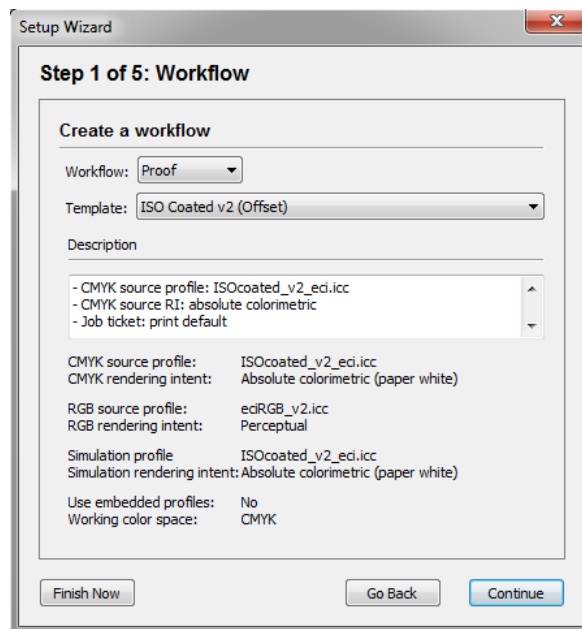 Setup Wizard
Step 1 of 5: Workflow
Create a workflow
Workflow: Proof
Template: ISO Coated v2 (Offset)
Description
- CMYK source profile: ISOcoated_v2_eci.icc
- CMYK source RI: absolute colorimetric
- Job ticket: print default
CMYK source profile: ISOcoated_v2_eci.icc
CMYK rendering intent: Absolute colorimetric (paper white)
RGB source profile: eciRGB_v2.icc
RGB rendering intent: Perceptual
Simulation profile ISOcoated_v2_eci.icc
Simulation rendering intent: Absolute colorimetric (paper white)
Use embedded profiles: No
Working color space: CMYK
Finish Now Go Back Continue